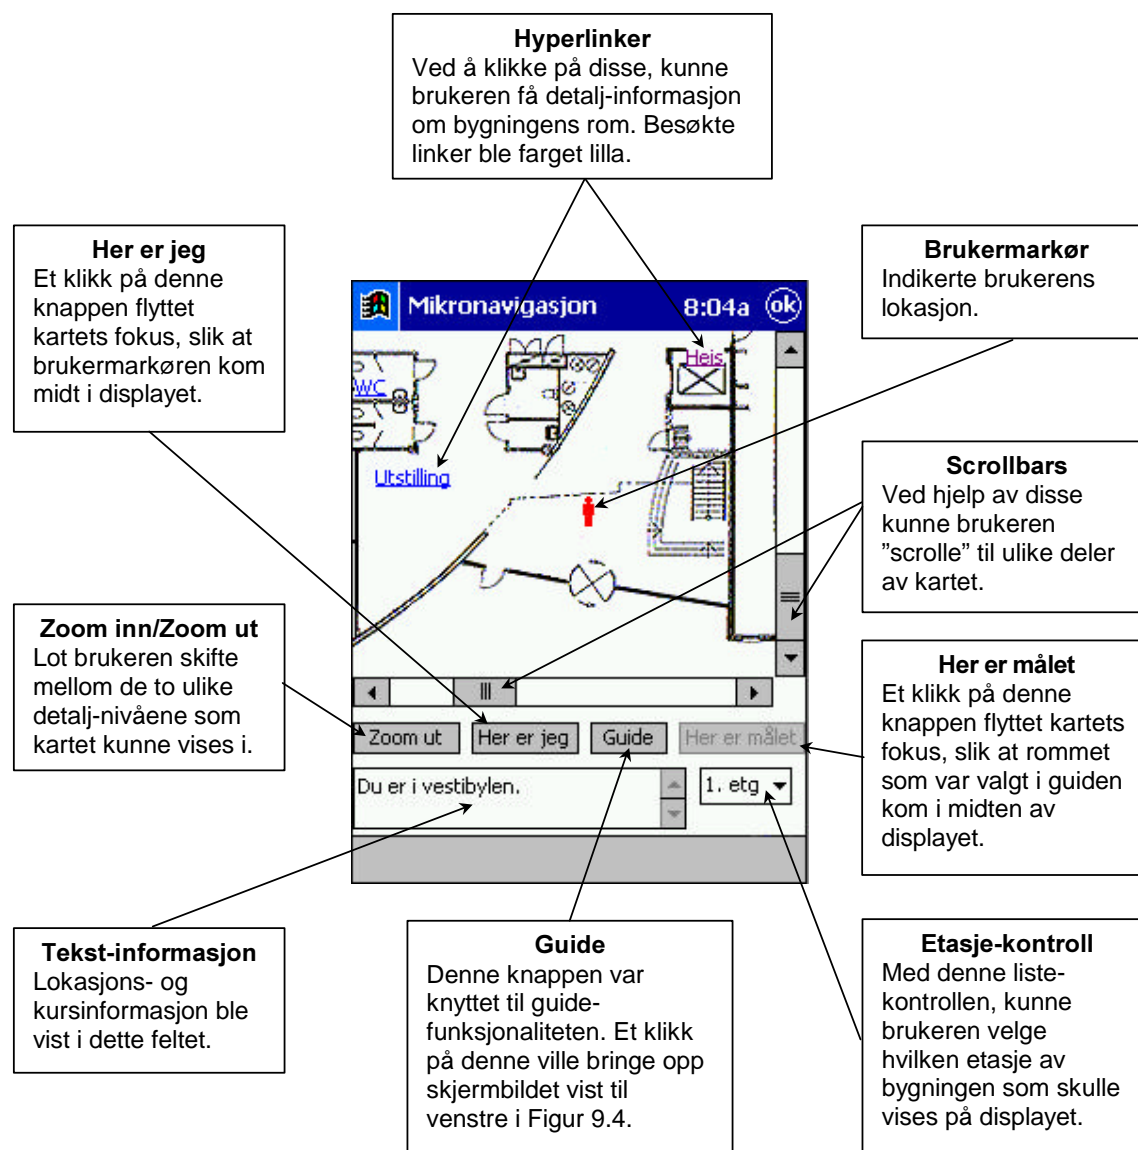 Hyperlinker
Ved å klikke på disse, kunne
brukeren få detalj-informasjon
om bygningens rom. Besøkte
linker ble farget lilla.
Her er jeg
Et klikk på denne
knappen flyttet
kartets fokus, slik at
brukermarkøren kom
midt i displayet.
Brukermarkør
Indikerte brukerens
lokasjon.
Mikronavigasjon 8:04a ok
Heis
WC
Utstilling
Scrollbars
Ved hjelp av disse
kunne brukeren
”scrolle” til ulike deler
av kartet.
Zoom inn/Zoom ut
Lot brukeren skifte
mellom de to ulike
detalj-nivåene som
kartet kunne vises i.
Her er målet
Et klikk på denne
knappen flyttet kartets
fokus, slik at rommet
som var valgt i guiden
kom i midten av
displayet.
Zoom ut Her er jeg Guide Her er målet
Du er i vestibylen. 1. etg
Tekst-informasjon
Lokasjons- og
kursinformasjon ble
vist i dette feltet.
Guide
Denne knappen var
knyttet til guide-
funksjonaliteten. Et klikk
på denne ville bringe opp
skjermbildet vist til
venstre i Figur 9.4.
Etasje-kontroll
Med denne liste-
kontrollen, kunne
brukeren velge
hvilken etasje av
bygningen som skulle
vises på displayet.